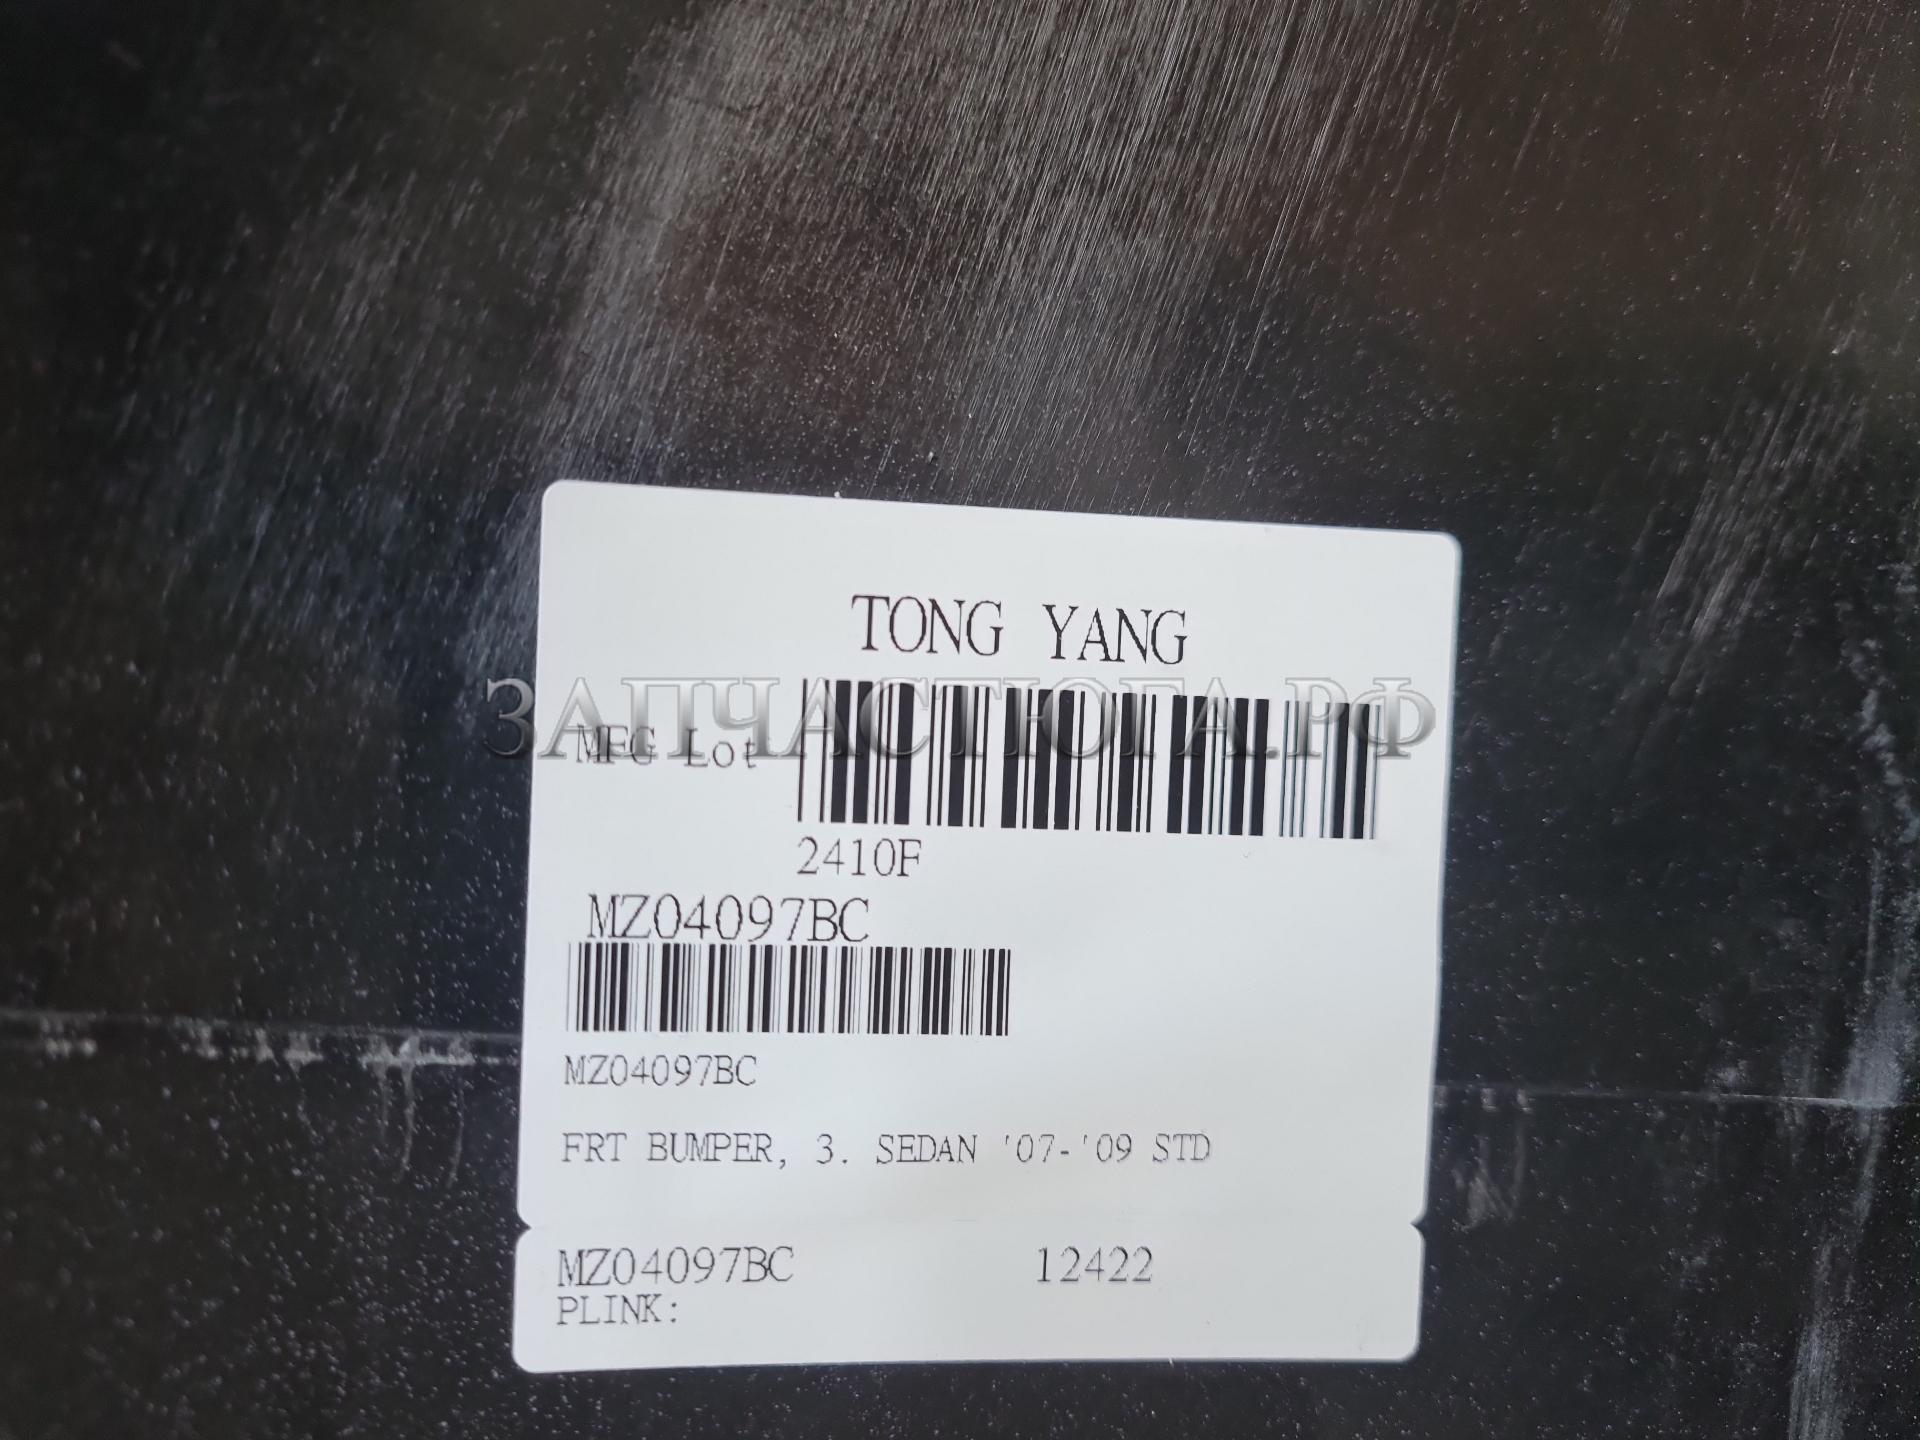 TONG YANG
ЗАПЧАСТЮГА.РФ
MFG Lot
2410F
MZ04097BC
MZ04097BC
FRT BUMPER, 3. SEDAN '07-'09 STD
MZ04097BC 12422
PLINK: